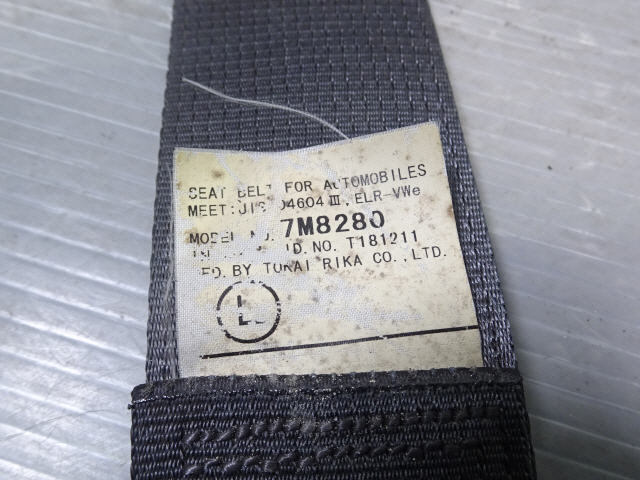 SEAT BELT FOR AUTOMOBILES
MEET:JIS D4604 III, ELR-VWe
MODEL NO. 7M8280
ID.NO. T181211
BY TOKAI RIKA CO.,LTD.
L